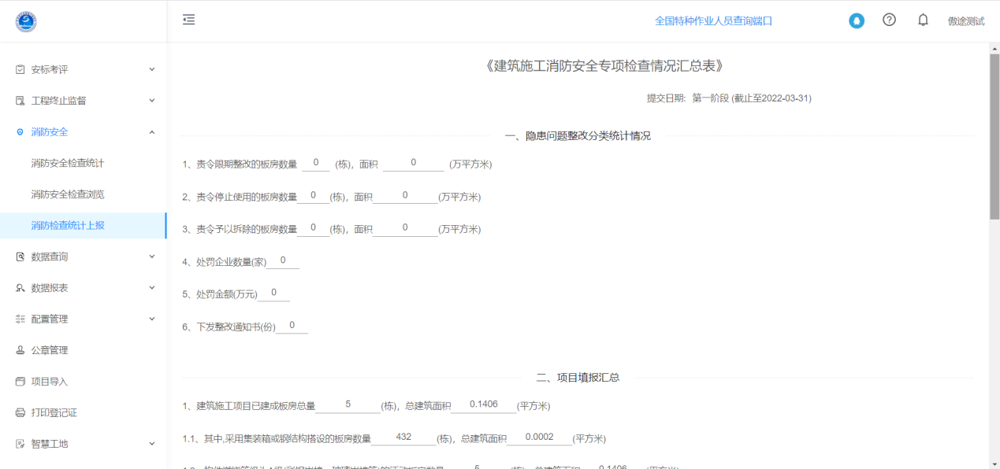 全国特种作业人员查询端口
傲途测试
安标考评
工程终止监督
消防安全
消防安全检查统计
消防安全检查浏览
消防检查统计上报
数据查询
数据报表
配置管理
公章管理
项目导入
打印登记证
智慧工地
《建筑施工消防安全专项检查情况汇总表》
提交日期: 第一阶段 (截止至2022-03-31)
一、隐患问题整改分类统计情况
1、责令限期整改的板房数量 0 (栋), 面积 0 (万平方米)
2、责令停止使用的板房数量 0 (栋), 面积 0 (万平方米)
3、责令予以拆除的板房数量 0 (栋), 面积 0 (万平方米)
4、处罚企业数量(家) 0
5、处罚金额(万元) 0
6、下发整改通知书(份) 0
二、项目填报汇总
1、建筑施工项目已建成板房总量 5 (栋), 总建筑面积 0.1406 (平方米)
1.1、其中,采用集装箱或钢结构搭设的板房数量 432 (栋), 总建筑面积 0.0002 (平方米)